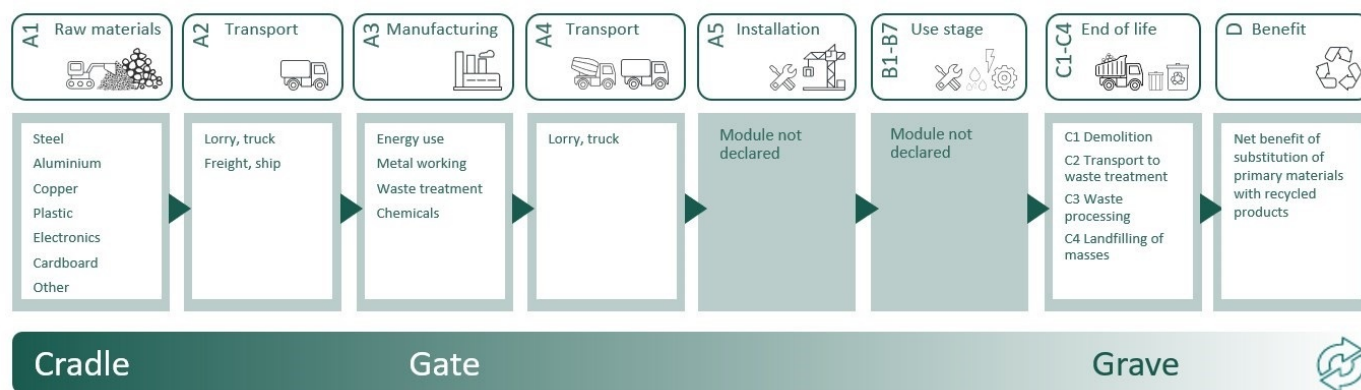 A1 Raw materials
A2 Transport
A3 Manufacturing
A4 Transport
A5 Installation
B1-B7 Use stage
C1-C4 End of life
D Benefit
Steel
Aluminium
Copper
Plastic
Electronics
Cardboard
Other
Lorry, truck
Freight, ship
Energy use
Metal working
Waste treatment
Chemicals
Lorry, truck
Module not
declared
Module not
declared
C1 Demolition
C2 Transport to
waste treatment
C3 Waste
processing
C4 Landfilling of
masses
Net benefit of
substitution of
primary materials
with recycled
products
Cradle
Gate
Grave